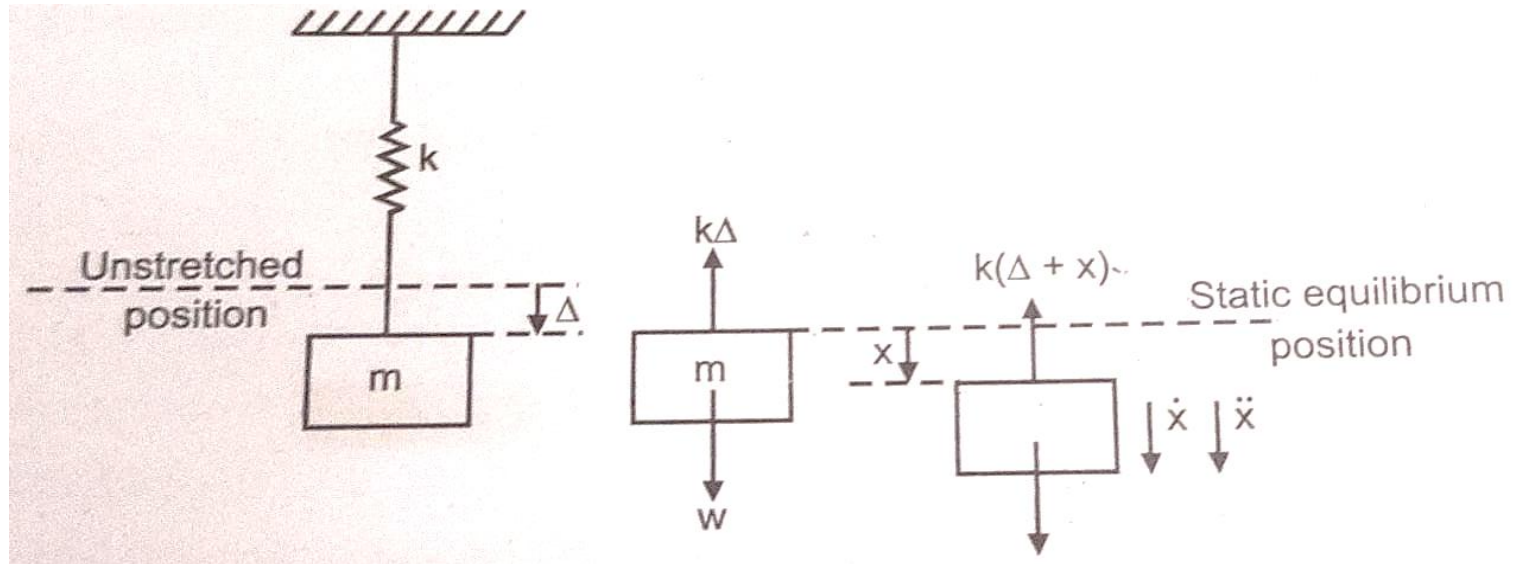 k
Unstretched
position
Δ
m
kΔ
m
w
k(Δ + x)
x
Static equilibrium
position
ẋ ẍ